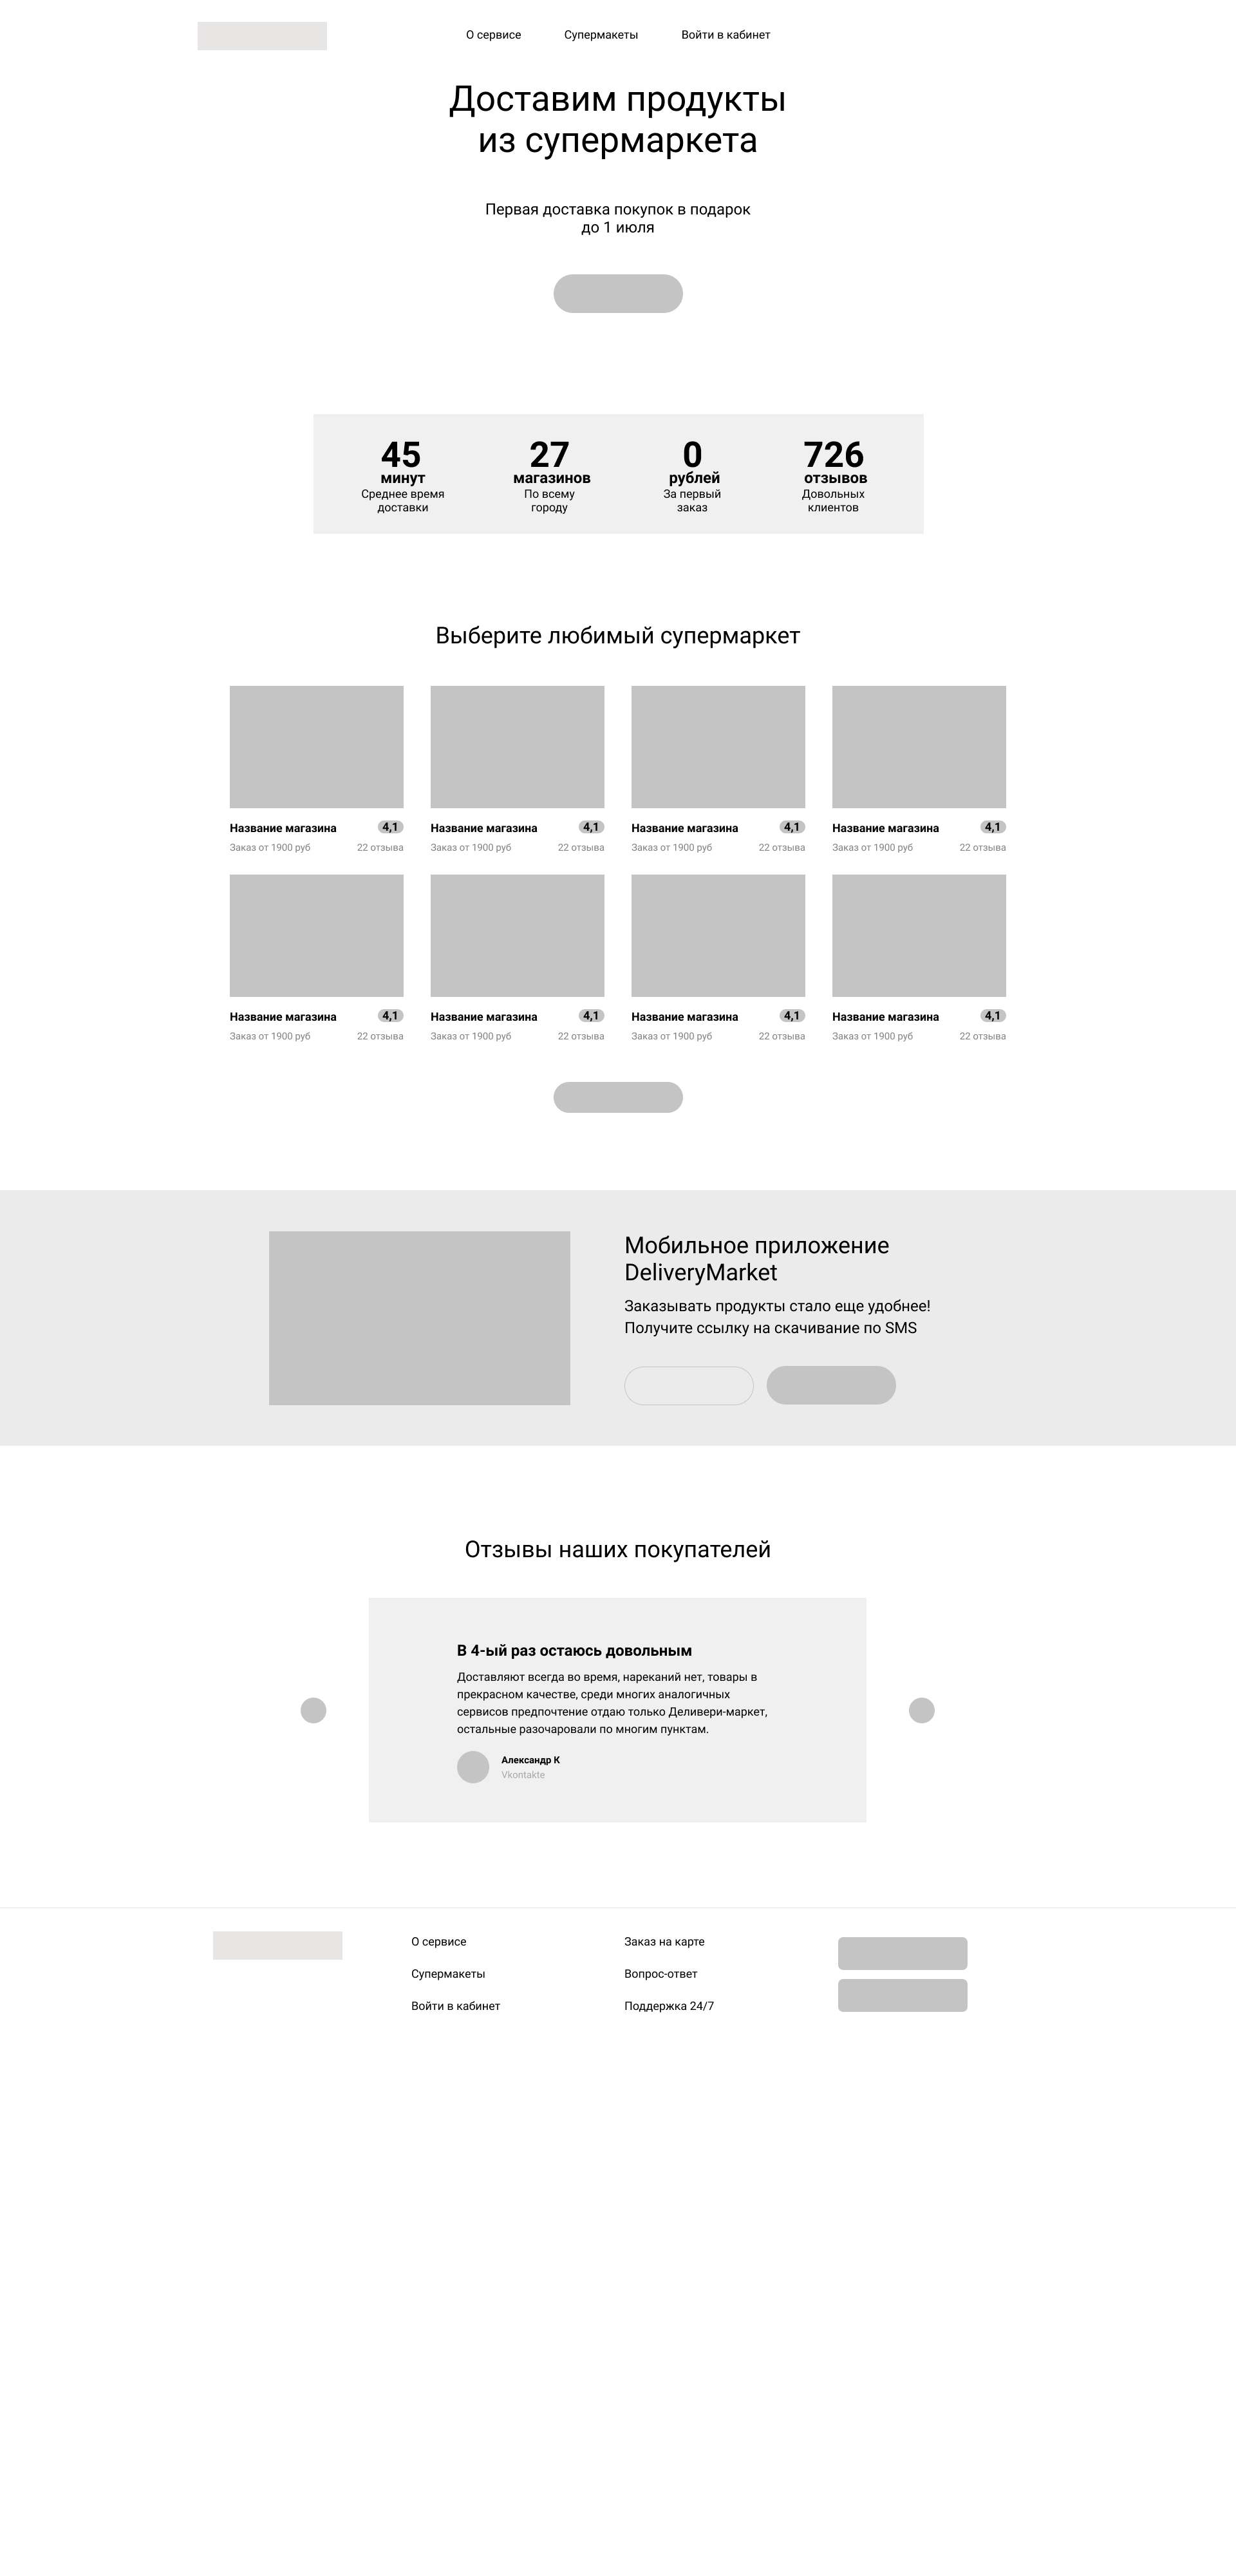 О сервисе
Супермакеты
Войти в кабинет
Доставим продукты
из супермаркета
Первая доставка покупок в подарок
до 1 июля
45
минут
Среднее время
доставки
27
магазинов
По всему
городу
0
рублей
За первый
заказ
726
отзывов
Довольных
клиентов
Выберите любимый супермаркет
Название магазина 4,1
Заказ от 1900 руб 22 отзыва
Название магазина 4,1
Заказ от 1900 руб 22 отзыва
Название магазина 4,1
Заказ от 1900 руб 22 отзыва
Название магазина 4,1
Заказ от 1900 руб 22 отзыва
Название магазина 4,1
Заказ от 1900 руб 22 отзыва
Название магазина 4,1
Заказ от 1900 руб 22 отзыва
Название магазина 4,1
Заказ от 1900 руб 22 отзыва
Название магазина 4,1
Заказ от 1900 руб 22 отзыва
Мобильное приложение
DeliveryMarket
Заказывать продукты стало еще удобнее!
Получите ссылку на скачивание по SMS
Отзывы наших покупателей
В 4-ый раз остаюсь довольным
Доставляют всегда во время, нареканий нет, товары в
прекрасном качестве, среди многих аналогичных
сервисов предпочтение отдаю только Деливери-маркет,
остальные разочаровали по многим пунктам.
Александр К
Vkontakte
О сервисе
Супермакеты
Войти в кабинет
Заказ на карте
Вопрос-ответ
Поддержка 24/7